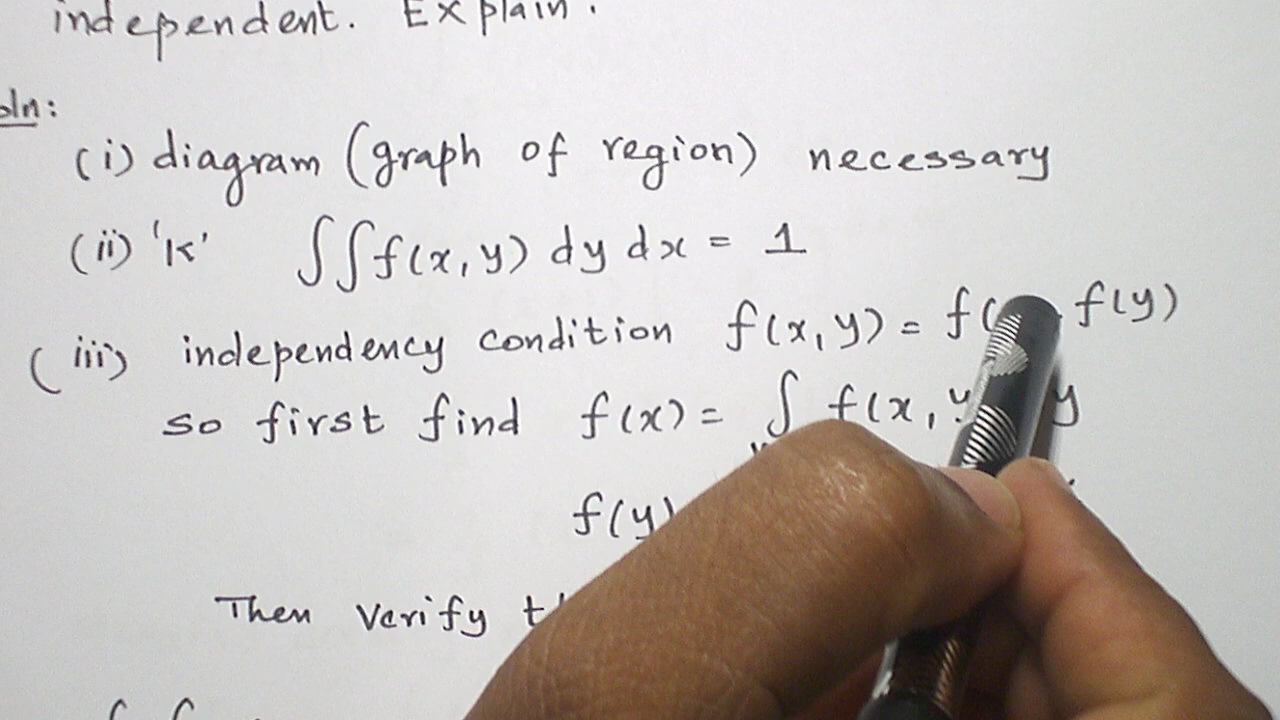 independent. Explain.
oln:
(i) diagram (graph of region) necessary
(ii) 'K' ∫∫f(x,y) dy dx = 1
(iii) independency condition f(x,y) = f( f(y)
so first find f(x) = ∫ f(x,y y
f(y)
Then verify